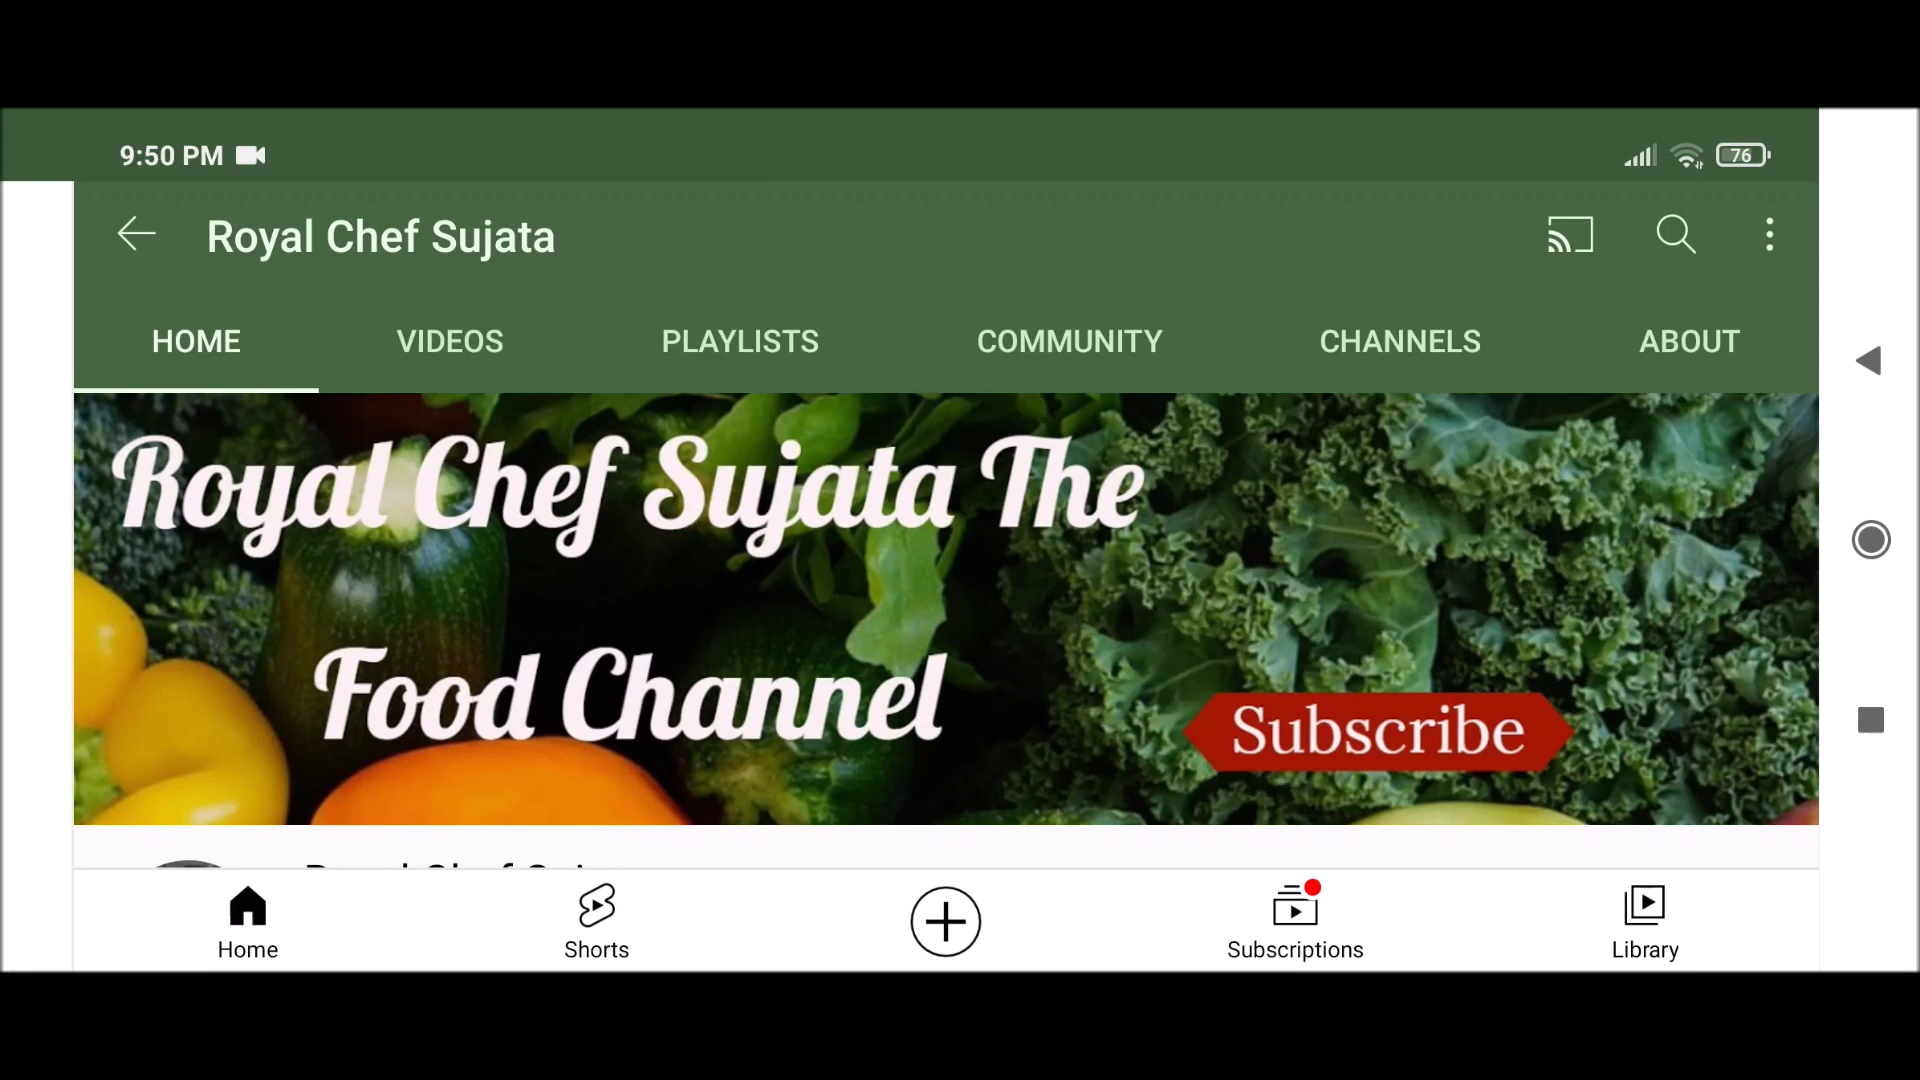 9:50 PM
76
Royal Chef Sujata
HOME VIDEOS PLAYLISTS COMMUNITY CHANNELS ABOUT
Royal Chef Sujata The
Food Channel
Subscribe
Home Shorts Subscriptions Library